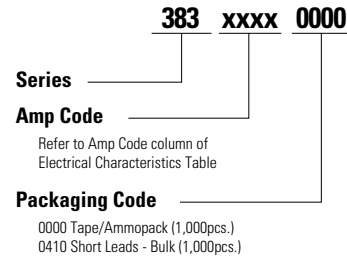 383 xxxx 0000
Series
Amp Code
Refer to Amp Code column of
Electrical Characteristics Table
Packaging Code
0000 Tape/Ammopack (1,000pcs.)
0410 Short Leads - Bulk (1,000pcs.)